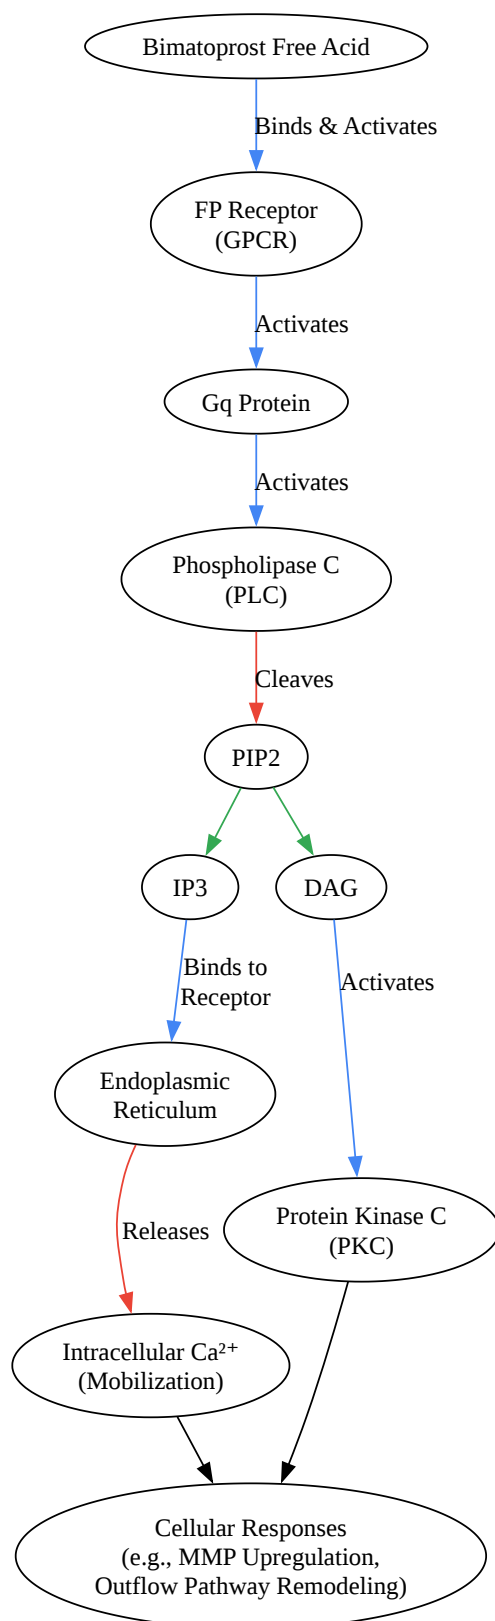 Bimatoprost Free Acid
Binds & Activates
FP Receptor
(GPCR)
Activates
Gq Protein
Activates
Phospholipase C
(PLC)
Cleaves
PIP2
IP3
DAG
Binds to
Receptor
Activates
Endoplasmic
Reticulum
Releases
Protein Kinase C
(PKC)
Intracellular Ca²⁺
(Mobilization)
Cellular Responses
(e.g., MMP Upregulation,
Outflow Pathway Remodeling)